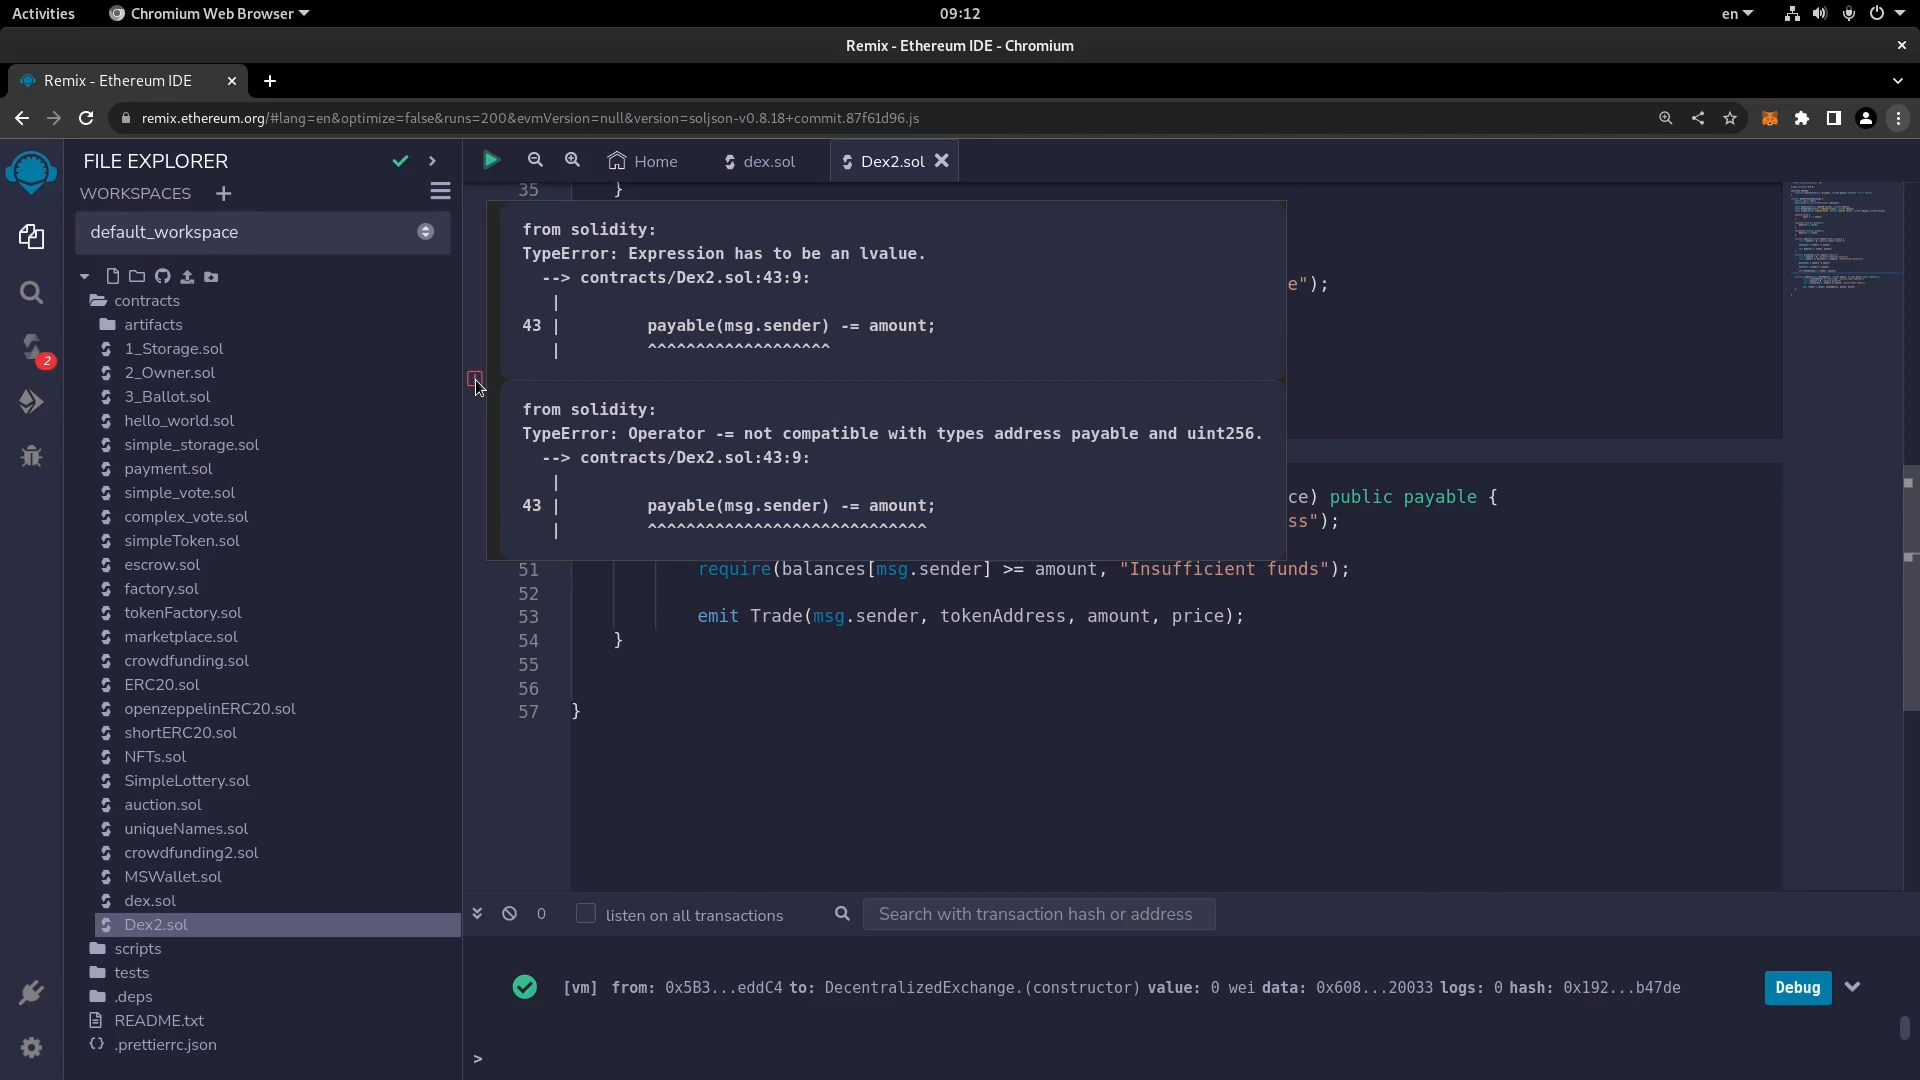 Activities
Chromium Web Browser
09:12
en
Remix - Ethereum IDE - Chromium
Remix - Ethereum IDE
remix.ethereum.org/#lang=en&optimize=false&runs=200&evmVersion=null&version=soljson-v0.8.18+commit.87f61d96.js
FILE EXPLORER
WORKSPACES
default_workspace
2
contracts
artifacts
1_Storage.sol
2_Owner.sol
3_Ballot.sol
hello_world.sol
simple_storage.sol
payment.sol
simple_vote.sol
complex_vote.sol
simpleToken.sol
escrow.sol
factory.sol
tokenFactory.sol
marketplace.sol
crowdfunding.sol
ERC20.sol
openzeppelinERC20.sol
shortERC20.sol
NFTs.sol
SimpleLottery.sol
auction.sol
uniqueNames.sol
crowdfunding2.sol
MSWallet.sol
dex.sol
Dex2.sol
scripts
tests
.deps
README.txt
.prettierrc.json
Home
dex.sol
Dex2.sol
35 }
from solidity:
TypeError: Expression has to be an lvalue.
--> contracts/Dex2.sol:43:9:
|
43 | payable(msg.sender) -= amount;
| ^^^^^^^^^^^^^^^^^^^
from solidity:
TypeError: Operator -= not compatible with types address payable and uint256.
--> contracts/Dex2.sol:43:9:
|
43 | payable(msg.sender) -= amount;
| ^^^^^^^^^^^^^^^^^^^^^^^^^^^^^
e");
ce) public payable {
ss");
51 require(balances[msg.sender] >= amount, "Insufficient funds");
52
53 emit Trade(msg.sender, tokenAddress, amount, price);
54 }
55
56
57 }
0
listen on all transactions
Search with transaction hash or address
[vm] from: 0x5B3...eddC4 to: DecentralizedExchange.(constructor) value: 0 wei data: 0x608...20033 logs: 0 hash: 0x192...b47de
Debug
>